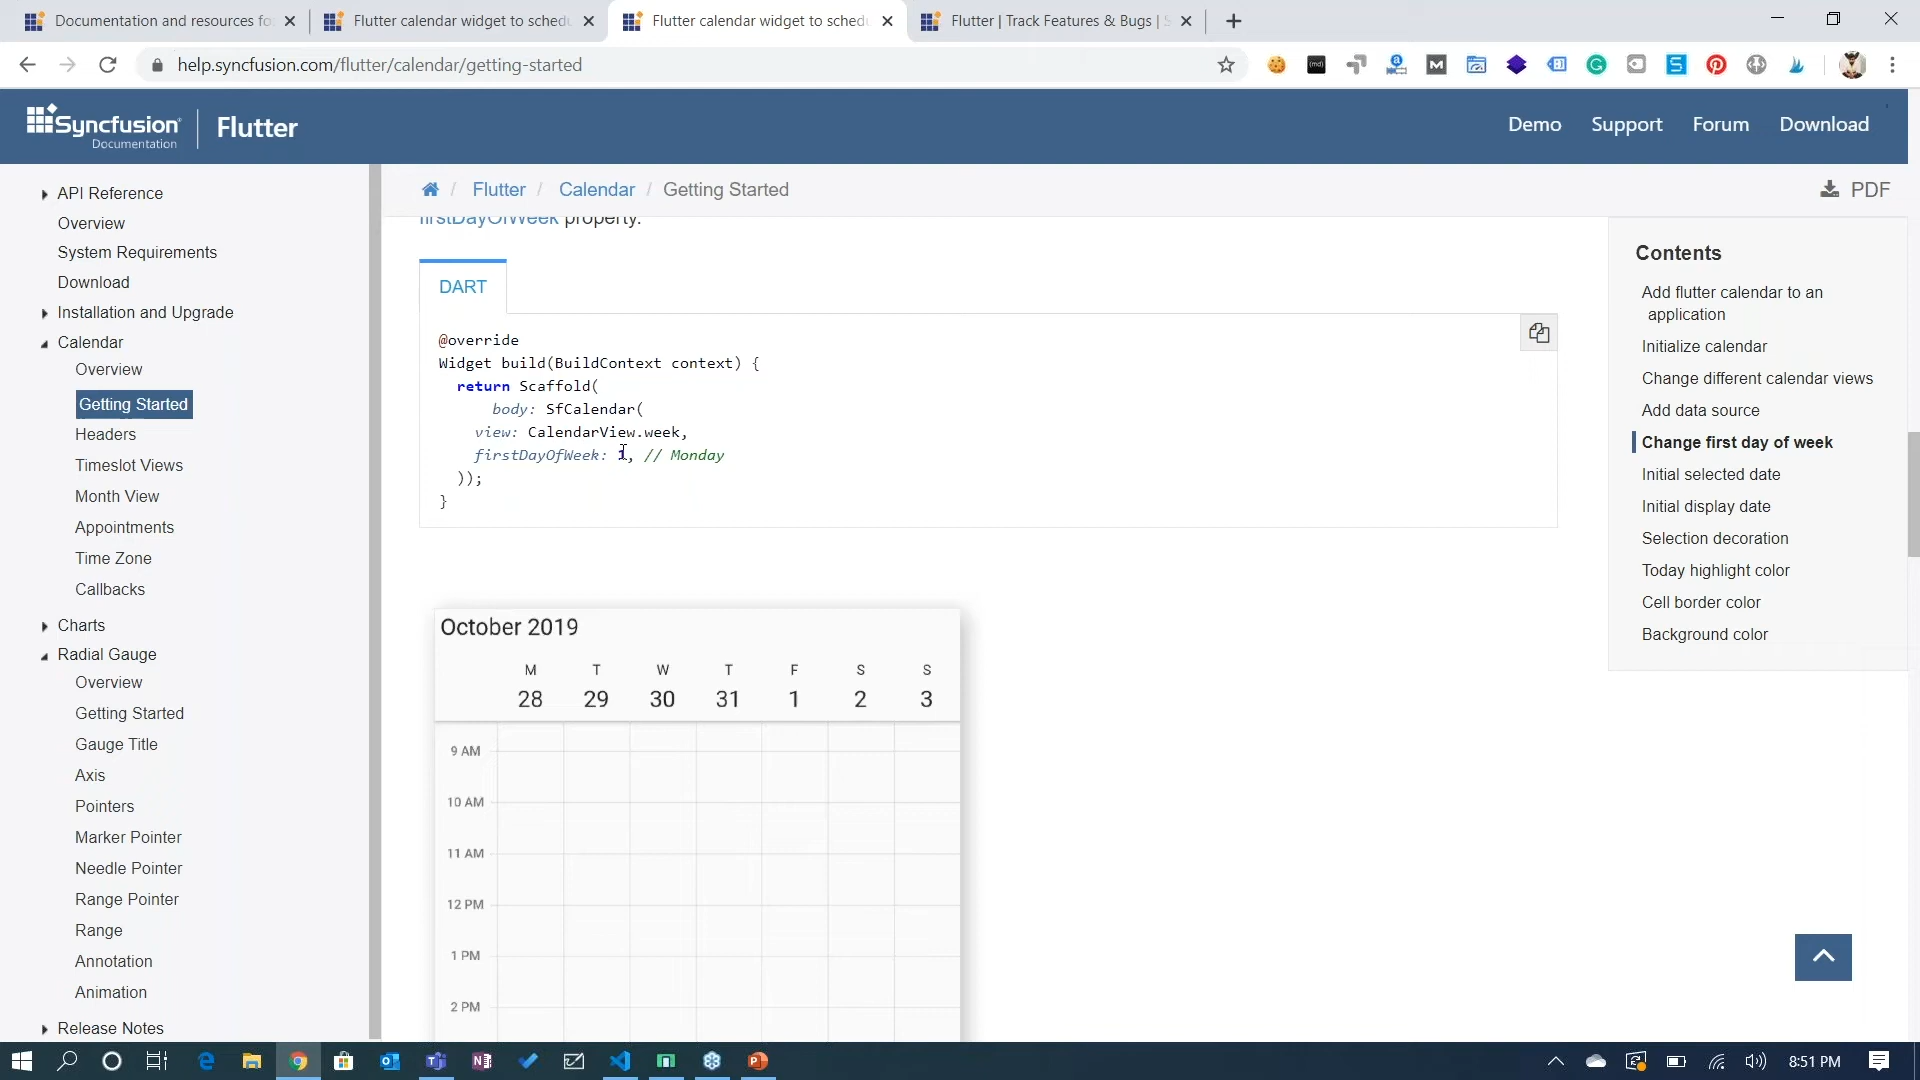 Documentation and resources fo
Flutter calendar widget to schedu
Flutter calendar widget to schedu
Flutter | Track Features & Bugs | S
help.syncfusion.com/flutter/calendar/getting-started
Syncfusion
Documentation
Flutter
Demo
Support
Forum
Download
API Reference
Overview
System Requirements
Download
Installation and Upgrade
Calendar
Overview
Getting Started
Headers
Timeslot Views
Month View
Appointments
Time Zone
Callbacks
Charts
Radial Gauge
Overview
Getting Started
Gauge Title
Axis
Pointers
Marker Pointer
Needle Pointer
Range Pointer
Range
Annotation
Animation
Release Notes
/ Flutter / Calendar / Getting Started
PDF
firstDayOfWeek property.
DART
@override
Widget build(BuildContext context) {
return Scaffold(
body: SfCalendar(
view: CalendarView.week,
firstDayOfWeek: 1, // Monday
));
}
October 2019
M T W T F S S
28 29 30 31 1 2 3
9 AM
10 AM
11 AM
12 PM
1 PM
2 PM
Contents
Add flutter calendar to an
application
Initialize calendar
Change different calendar views
Add data source
Change first day of week
Initial selected date
Initial display date
Selection decoration
Today highlight color
Cell border color
Background color
8:51 PM